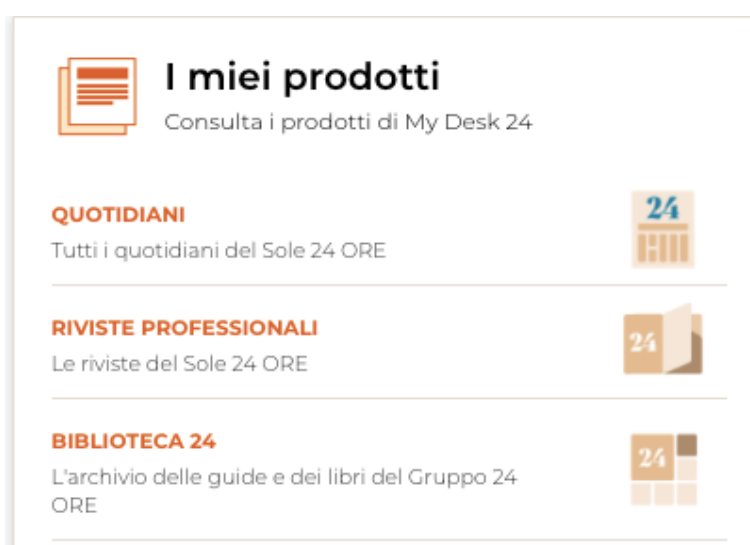 I miei prodotti
Consulta i prodotti di My Desk 24
QUOTIDIANI
24
Tutti i quotidiani del Sole 24 ORE
RIVISTE PROFESSIONALI
24
Le riviste del Sole 24 ORE
BIBLIOTECA 24
24
L'archivio delle guide e dei libri del Gruppo 24
ORE